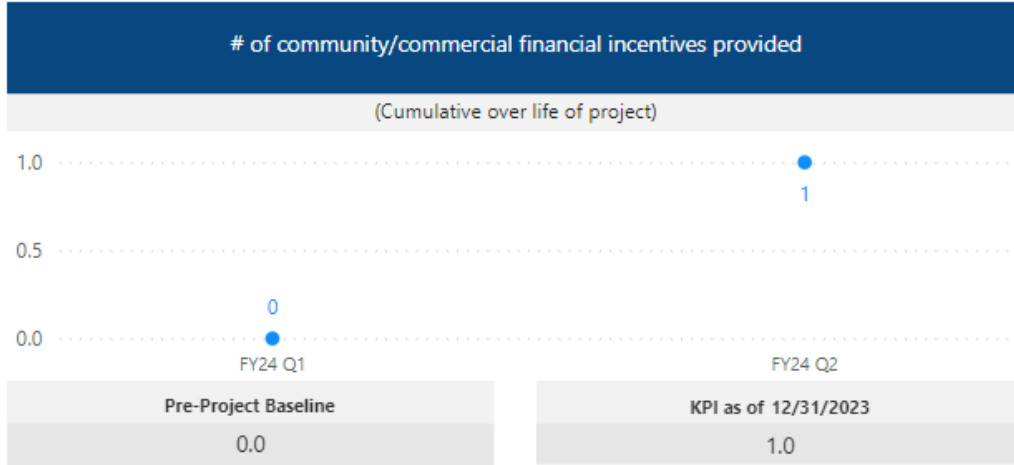 # of community/commercial financial incentives provided
(Cumulative over life of project)
1.0
1
0.5
0
0.0
FY24 Q1 FY24 Q2
Pre-Project Baseline KPI as of 12/31/2023
0.0 1.0